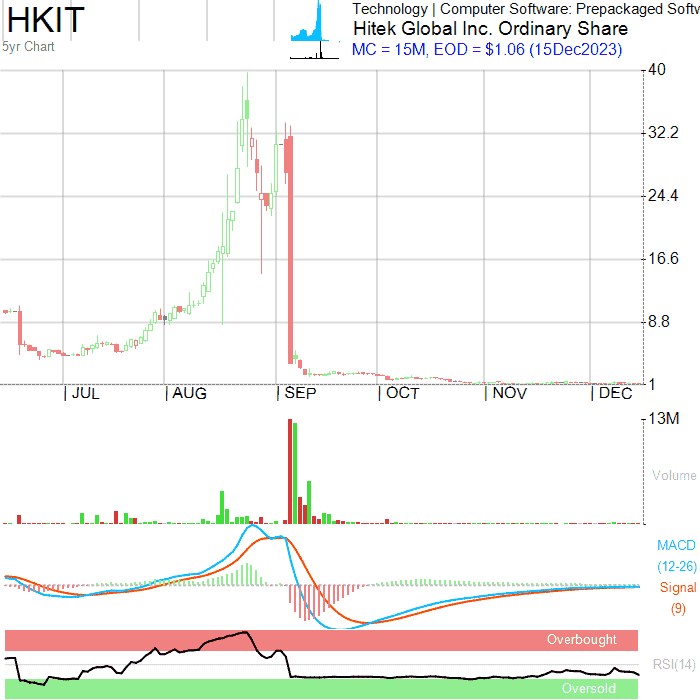 HKIT
5yr Chart
Technology | Computer Software: Prepackaged Softw
Hitek Global Inc. Ordinary Share
MC = 15M, EOD = $1.06 (15Dec2023)
40
32.2
24.4
16.6
8.8
1
JUL AUG SEP OCT NOV DEC
13M
Volume
MACD
(12-26)
Signal
(9)
Overbought
RSI(14)
Oversold